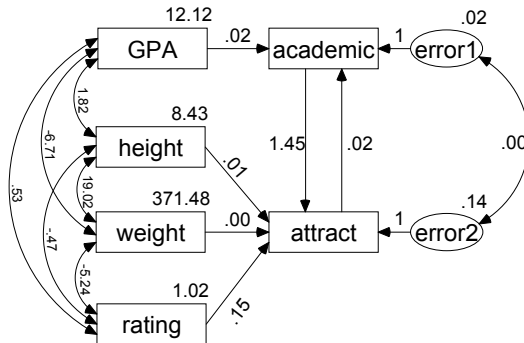 12.12
.02
GPA
.02
academic
1
error1
1.82
-6.71
.53
8.43
height
1.45
.02
.00
.01
-.47
19.02
371.48
weight
.00
attract
1
.14
error2
-5.24
1.02
rating
.15